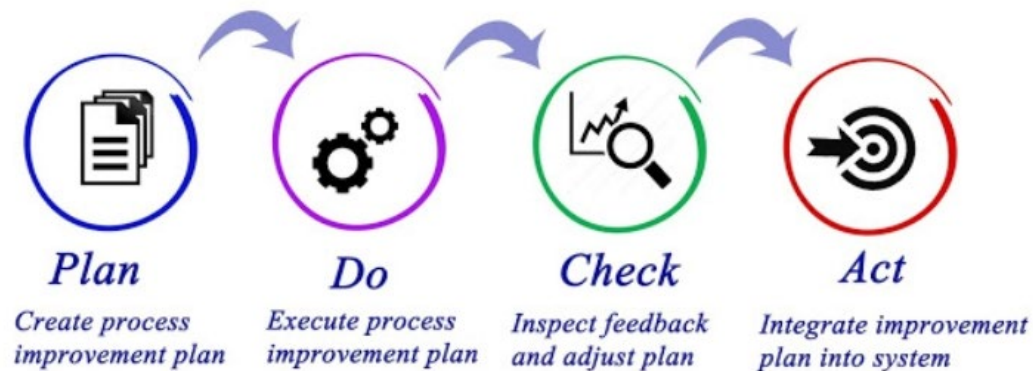 Plan
Create process
improvement plan
Do
Execute process
improvement plan
Check
Inspect feedback
and adjust plan
Act
Integrate improvement
plan into system